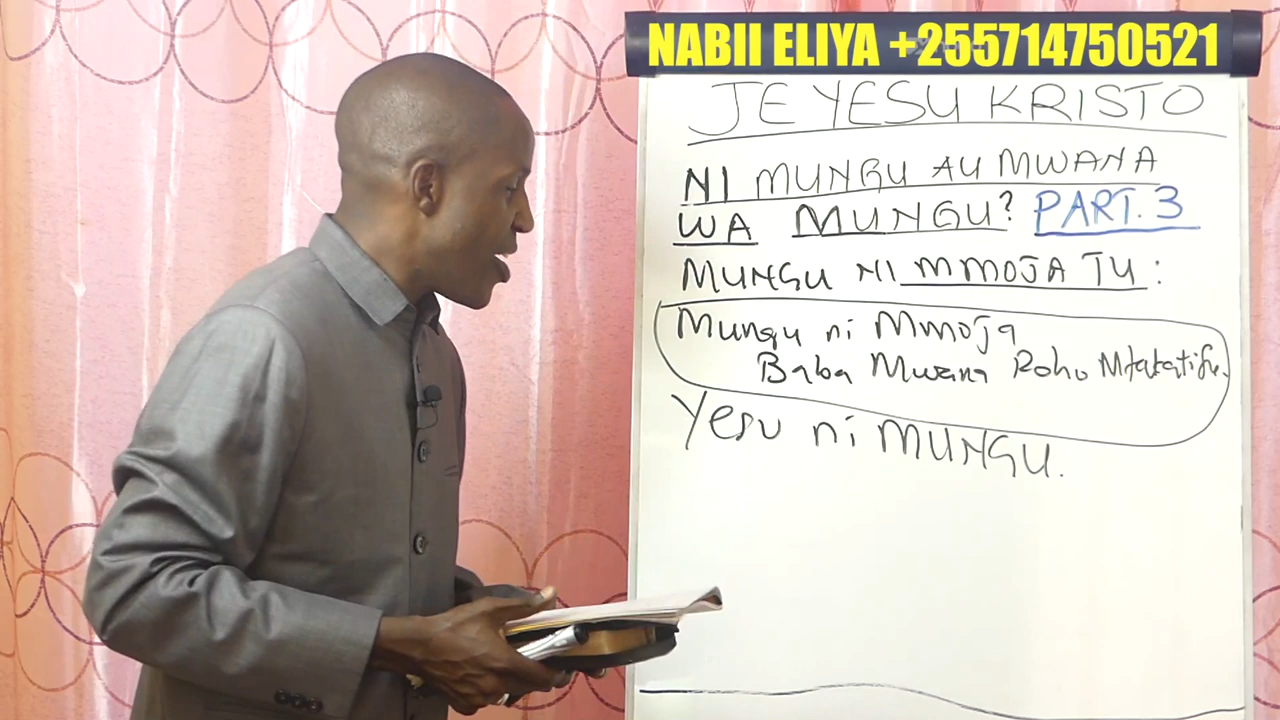 NABII ELIYA +255714750521
JE YESU KRISTO
NI MUNGU AU MWANA
WA MUNGU? PART.3
MUNGU NI MMOJA TU:
Mungu ni Mmoja
Baba Mwana Roho Mtakatifu.
Yesu ni MUNGU.